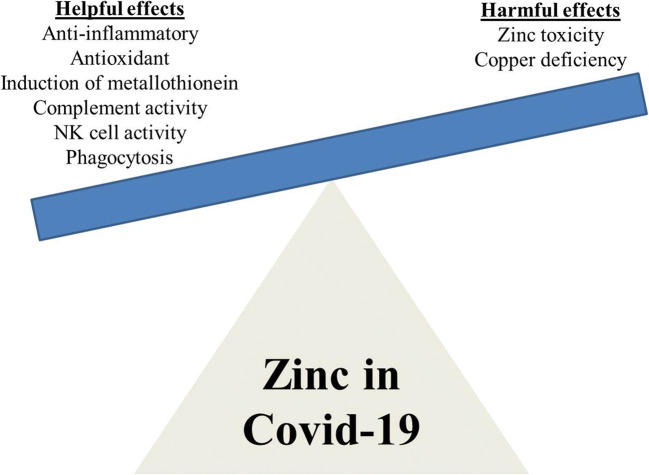 Helpful effects
Anti-inflammatory
Antioxidant
Induction of metallothionein
Complement activity
NK cell activity
Phagocytosis
Harmful effects
Zinc toxicity
Copper deficiency
Zinc in
Covid-19